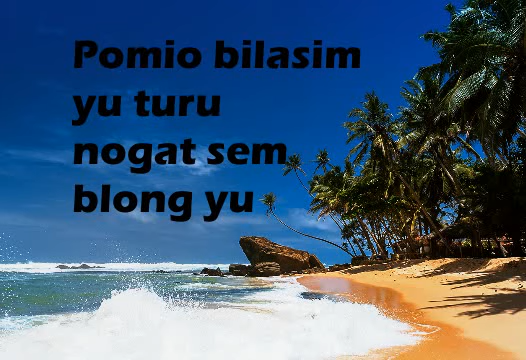 Pomio bilasim
yu turu
nogat sem
blong yu